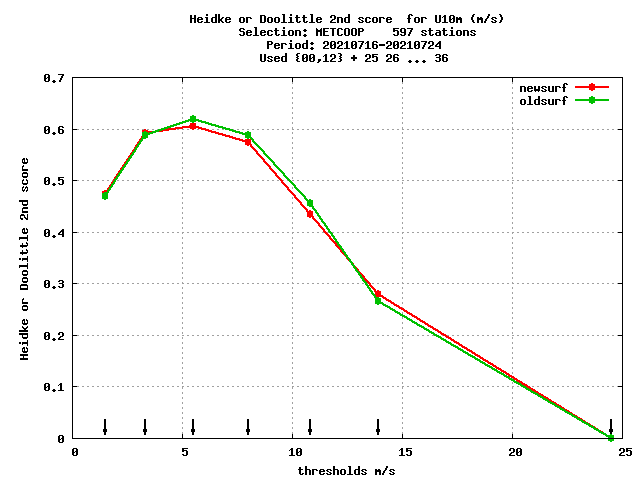 Heidke or Doolittle 2nd score  for U10m (m/s)
Selection: METCOOP    597 stations
Period: 20210716-20210724
Used {00,12} + 25 26 ... 36
newsurf
oldsurf
Heidke or Doolittle 2nd score
0.7
0.6
0.5
0.4
0.3
0.2
0.1
0
0 5 10 15 20 25
thresholds m/s